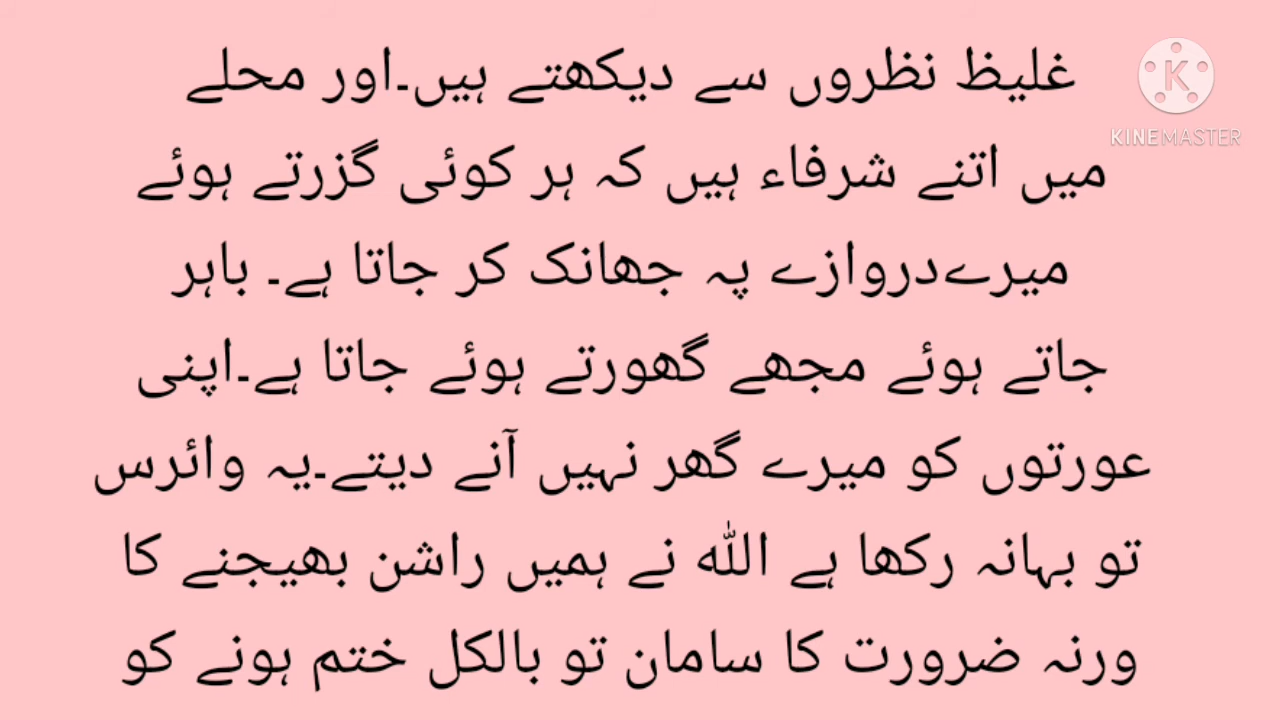 غلیظ نظروں سے دیکھتے ہیں۔اور محلے
میں اتنے شرفاء ہیں کہ ہر کوئی گزرتے ہوئے
میرےدروازے پہ جھانک کر جاتا ہے۔ باہر
جاتے ہوئے مجھے گھورتے ہوئے جاتا ہے۔اپنی
عورتوں کو میرے گھر نہیں آنے دیتے۔یہ وائرس
تو بہانہ رکھا ہے اللہ نے ہمیں راشن بھیجنے کا
ورنہ ضرورت کا سامان تو بالکل ختم ہونے کو
K
KINEMASTER